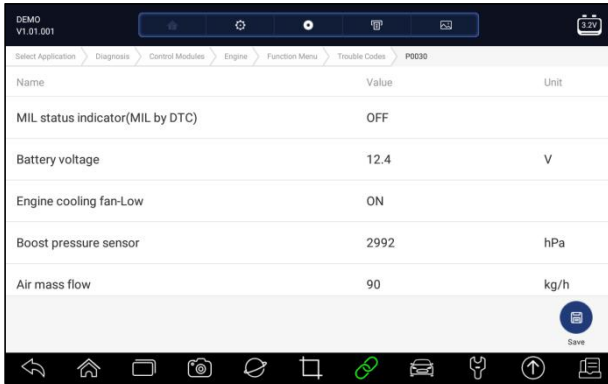 DEMO
V1.01.001
3.2V
Select Application Diagnosis Control Modules Engine Function Menu Trouble Codes P0030
Name Value Unit
MIL status indicator(MIL by DTC) OFF
Battery voltage 12.4 V
Engine cooling fan-Low ON
Boost pressure sensor 2992 hPa
Air mass flow 90 kg/h
Save